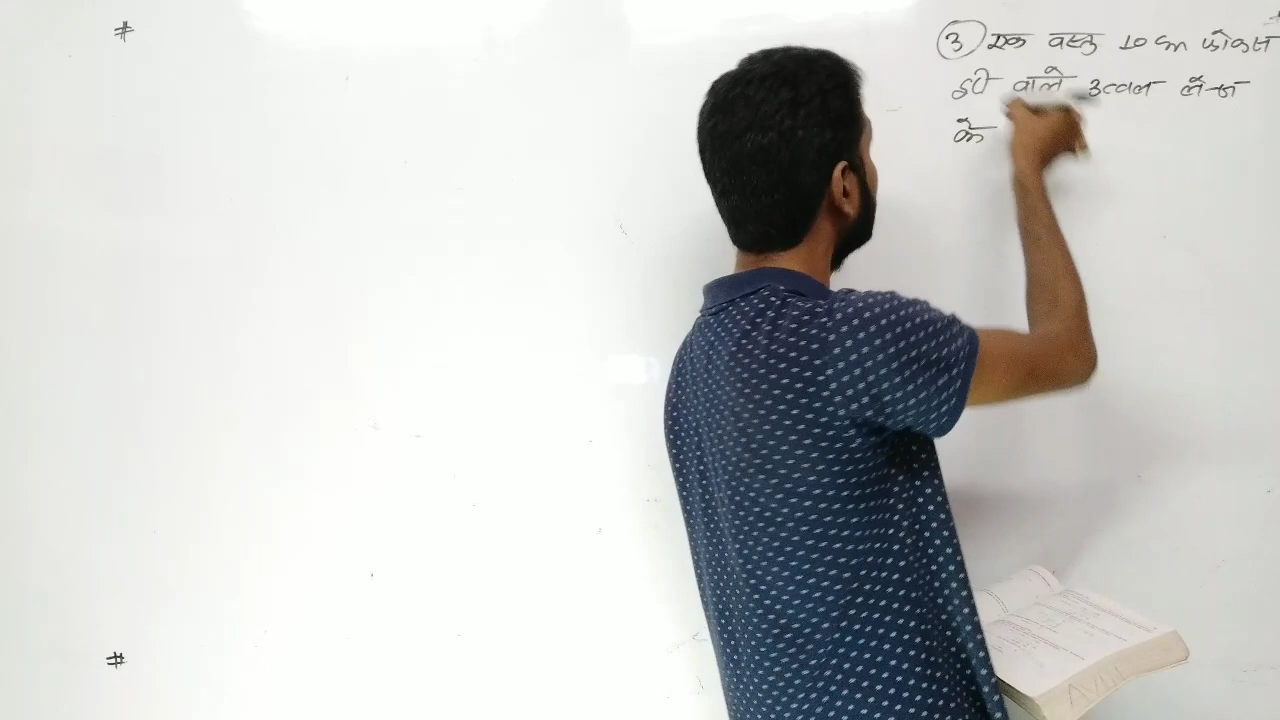 #
③ एक वस्तु 10 cm फोकस
दूरी वाले उत्तल लेन्स
के
#